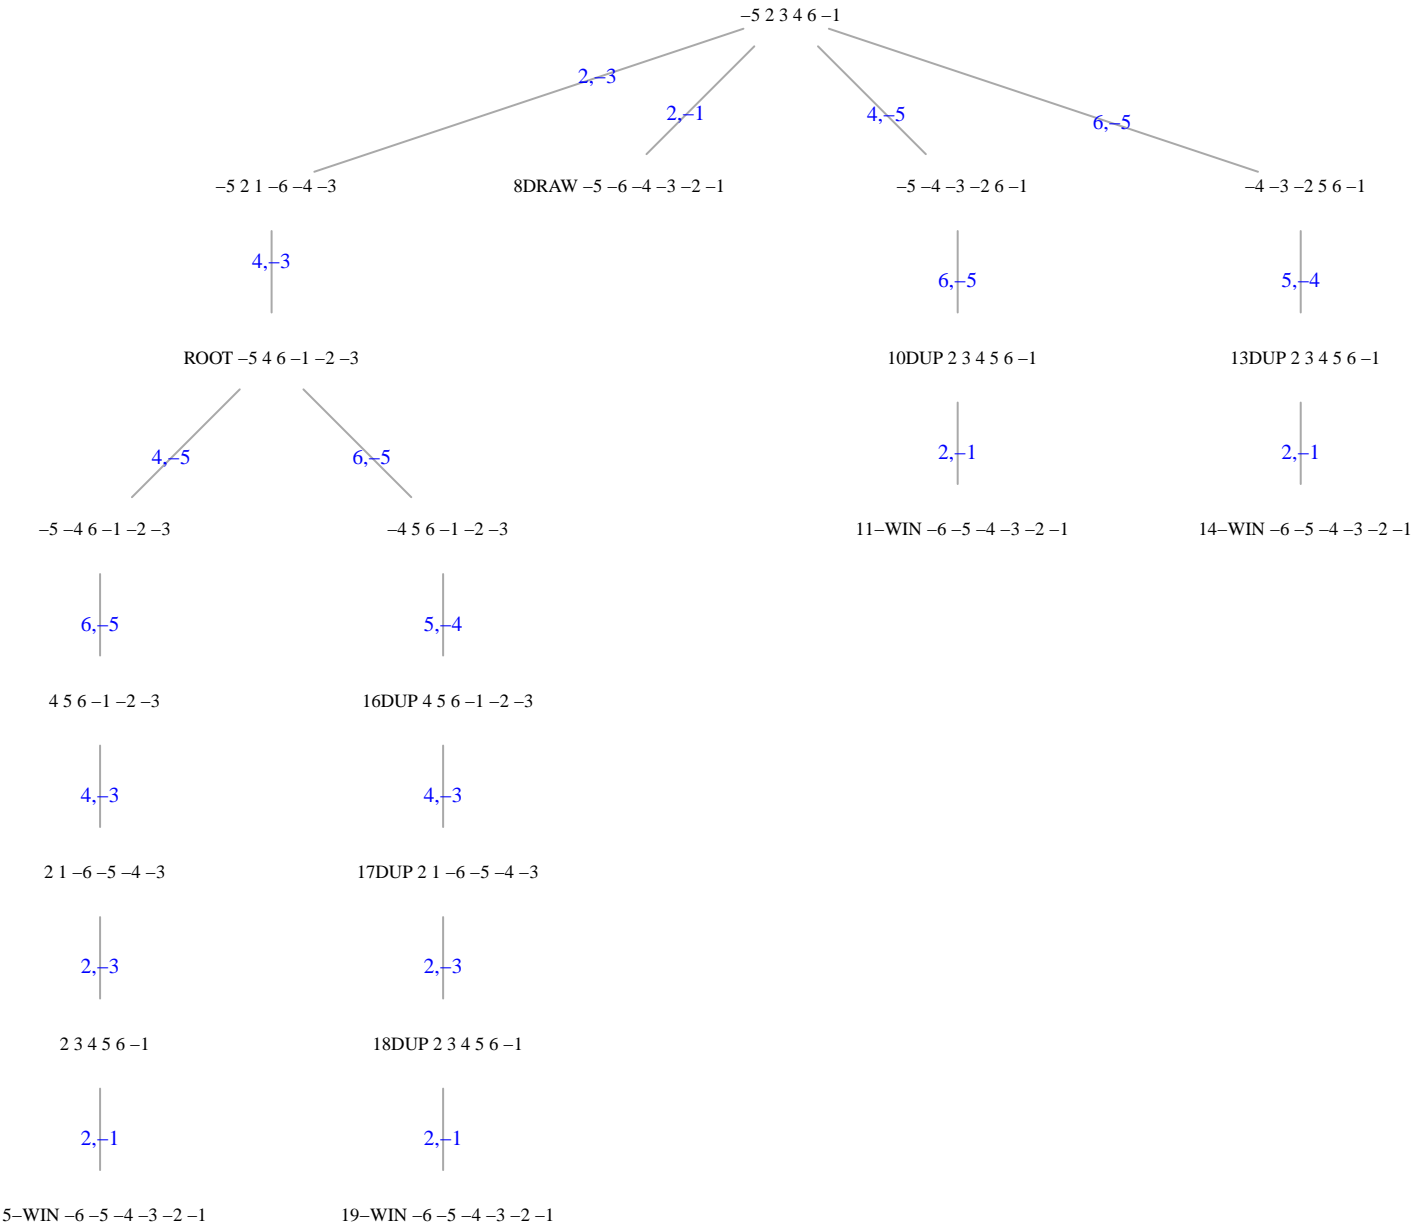 –5 2 3 4 6 –1
2,–3
2,–1
4,–5
6,–5
–5 2 1 –6 –4 –3
8DRAW –5 –6 –4 –3 –2 –1
–5 –4 –3 –2 6 –1
–4 –3 –2 5 6 –1
4,–3
6,–5
5,–4
ROOT –5 4 6 –1 –2 –3
10DUP 2 3 4 5 6 –1
13DUP 2 3 4 5 6 –1
4,–5
6,–5
2,–1
2,–1
–5 –4 6 –1 –2 –3
–4 5 6 –1 –2 –3
11–WIN –6 –5 –4 –3 –2 –1
14–WIN –6 –5 –4 –3 –2 –1
6,–5
5,–4
4 5 6 –1 –2 –3
16DUP 4 5 6 –1 –2 –3
4,–3
4,–3
2 1 –6 –5 –4 –3
17DUP 2 1 –6 –5 –4 –3
2,–3
2,–3
2 3 4 5 6 –1
18DUP 2 3 4 5 6 –1
2,–1
2,–1
5–WIN –6 –5 –4 –3 –2 –1
19–WIN –6 –5 –4 –3 –2 –1